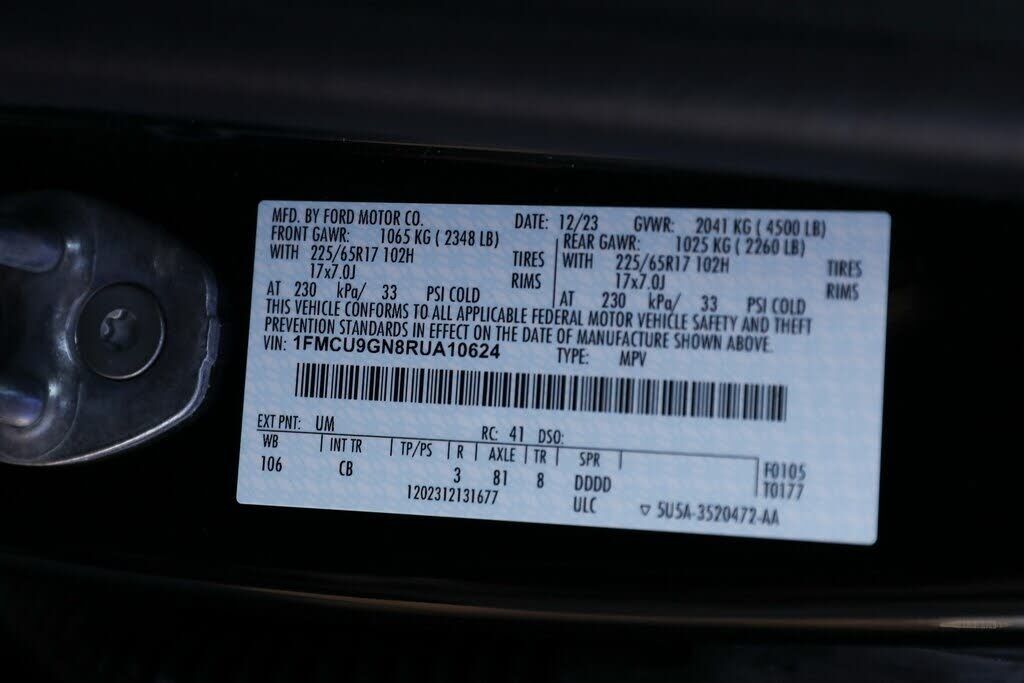 MFD. BY FORD MOTOR CO. DATE: 12/23 GVWR: 2041 KG ( 4500 LB)
FRONT GAWR: 1065 KG ( 2348 LB) REAR GAWR: 1025 KG ( 2260 LB)
WITH 225/65R17 102H TIRES WITH 225/65R17 102H TIRES
17x7.0J RIMS 17x7.0J RIMS
AT 230 kPa/ 33 PSI COLD AT 230 kPa/ 33 PSI COLD
THIS VEHICLE CONFORMS TO ALL APPLICABLE FEDERAL MOTOR VEHICLE SAFETY AND THEFT
PREVENTION STANDARDS IN EFFECT ON THE DATE OF MANUFACTURE SHOWN ABOVE.
VIN: 1FMCU9GN8RUA10624 TYPE: MPV
EXT PNT: UM RC: 41 DSO:
WB INT TR TP/PS R AXLE TR SPR F0105
106 CB 3 81 8 DDDD T0177
1202312131677 ULC ▽ 5U5A-3520472-AA